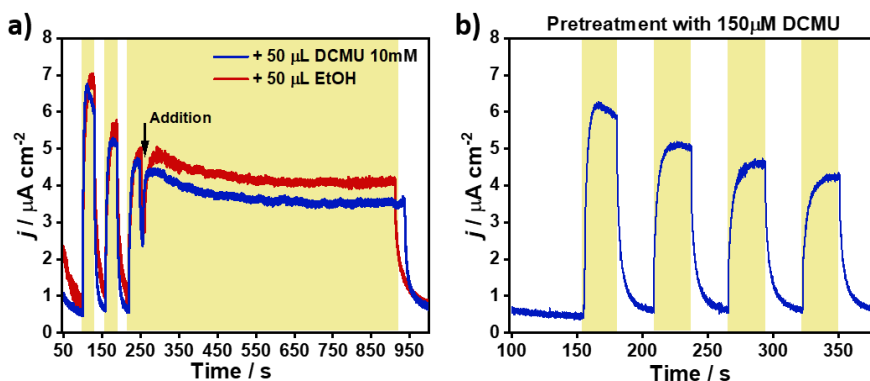 a)
8
7
6
5
4
3
2
1
0
j / μA cm⁻²
+ 50 μL DCMU 10mM
+ 50 μL EtOH
Addition
50 150 250 350 450 550 650 750 850 950
Time / s
b)
Pretreatment with 150μM DCMU
8
7
6
5
4
3
2
1
0
j / μA cm⁻²
100 150 200 250 300 350
Time / s